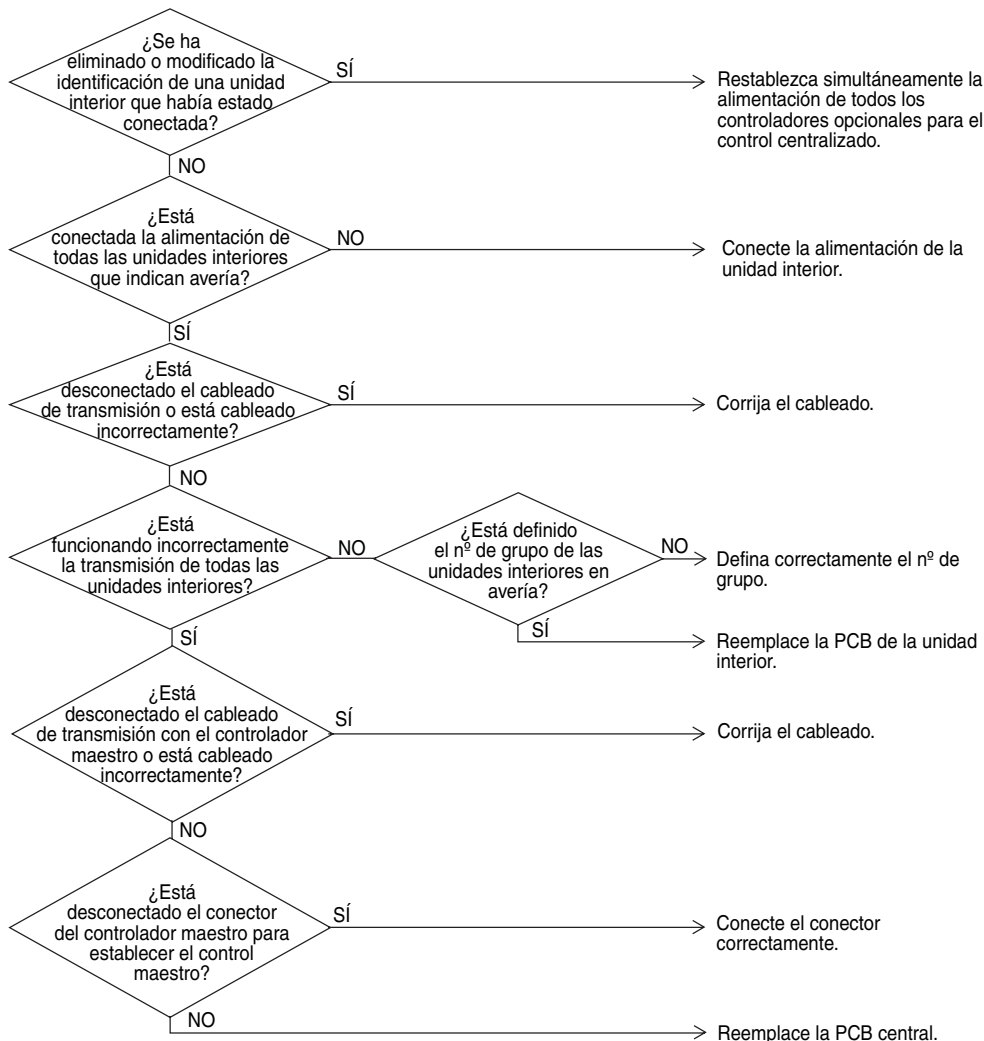 ¿Se ha
eliminado o modificado la
identificación de una unidad
interior que había estado
conectada?
SÍ
Restablezca simultáneamente la
alimentación de todos los
controladores opcionales para el
control centralizado.
NO
¿Está
conectada la alimentación de
todas las unidades interiores
que indican avería?
NO
Conecte la alimentación de la
unidad interior.
SÍ
¿Está
desconectado el cableado
de transmisión o está cableado
incorrectamente?
SÍ
Corrija el cableado.
NO
¿Está
funcionando incorrectamente
la transmisión de todas las
unidades interiores?
NO
¿Está definido
el nº de grupo de las
unidades interiores en
avería?
NO
Defina correctamente el nº de
grupo.
SÍ
Reemplace la PCB de la unidad
interior.
SÍ
¿Está
desconectado el cableado
de transmisión con el controlador
maestro o está cableado
incorrectamente?
SÍ
Corrija el cableado.
NO
¿Está
desconectado el conector
del controlador maestro para
establecer el control
maestro?
SÍ
Conecte el conector
correctamente.
NO
Reemplace la PCB central.